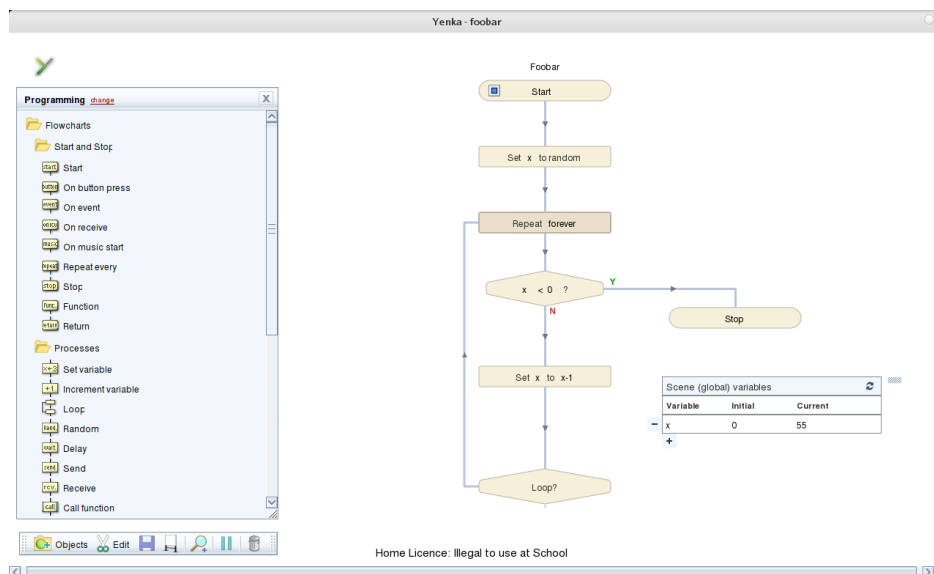 Yenka - foobar
Programming change X
Flowcharts
Start and Stop
Start
On button press
On event
On receive
On music start
Repeat every
Stop
Function
Return
Processes
Set variable
Increment variable
Loop
Random
Delay
Send
Receive
Call function
Objects Edit
Foobar
Start
Set x to random
Repeat forever
x < 0 ?
Y
N
Stop
Set x to x-1
Loop?
Scene (global) variables
Variable Initial Current
− x 0 55
+
Home Licence: Illegal to use at School